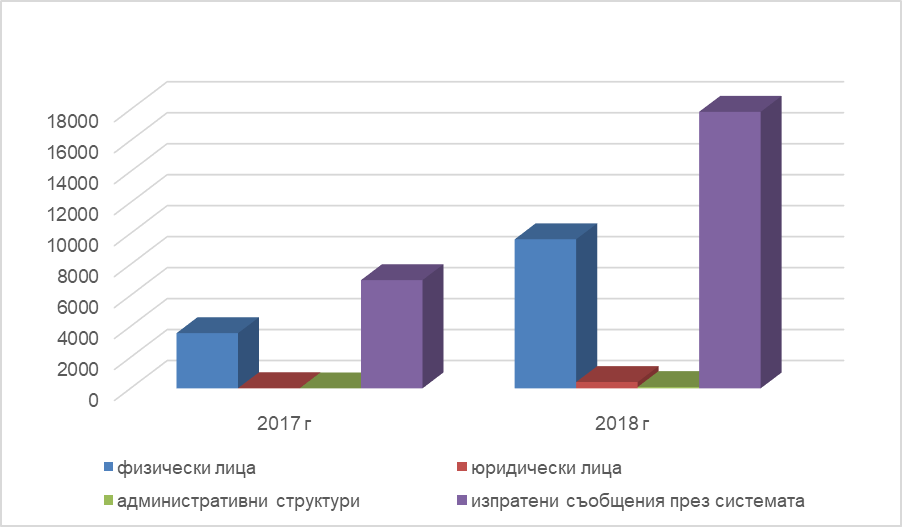 18000
16000
14000
12000
10000
8000
6000
4000
2000
0
2017 г
2018 г
физически лица
юридически лица
административни структури
изпратени съобщения през системата